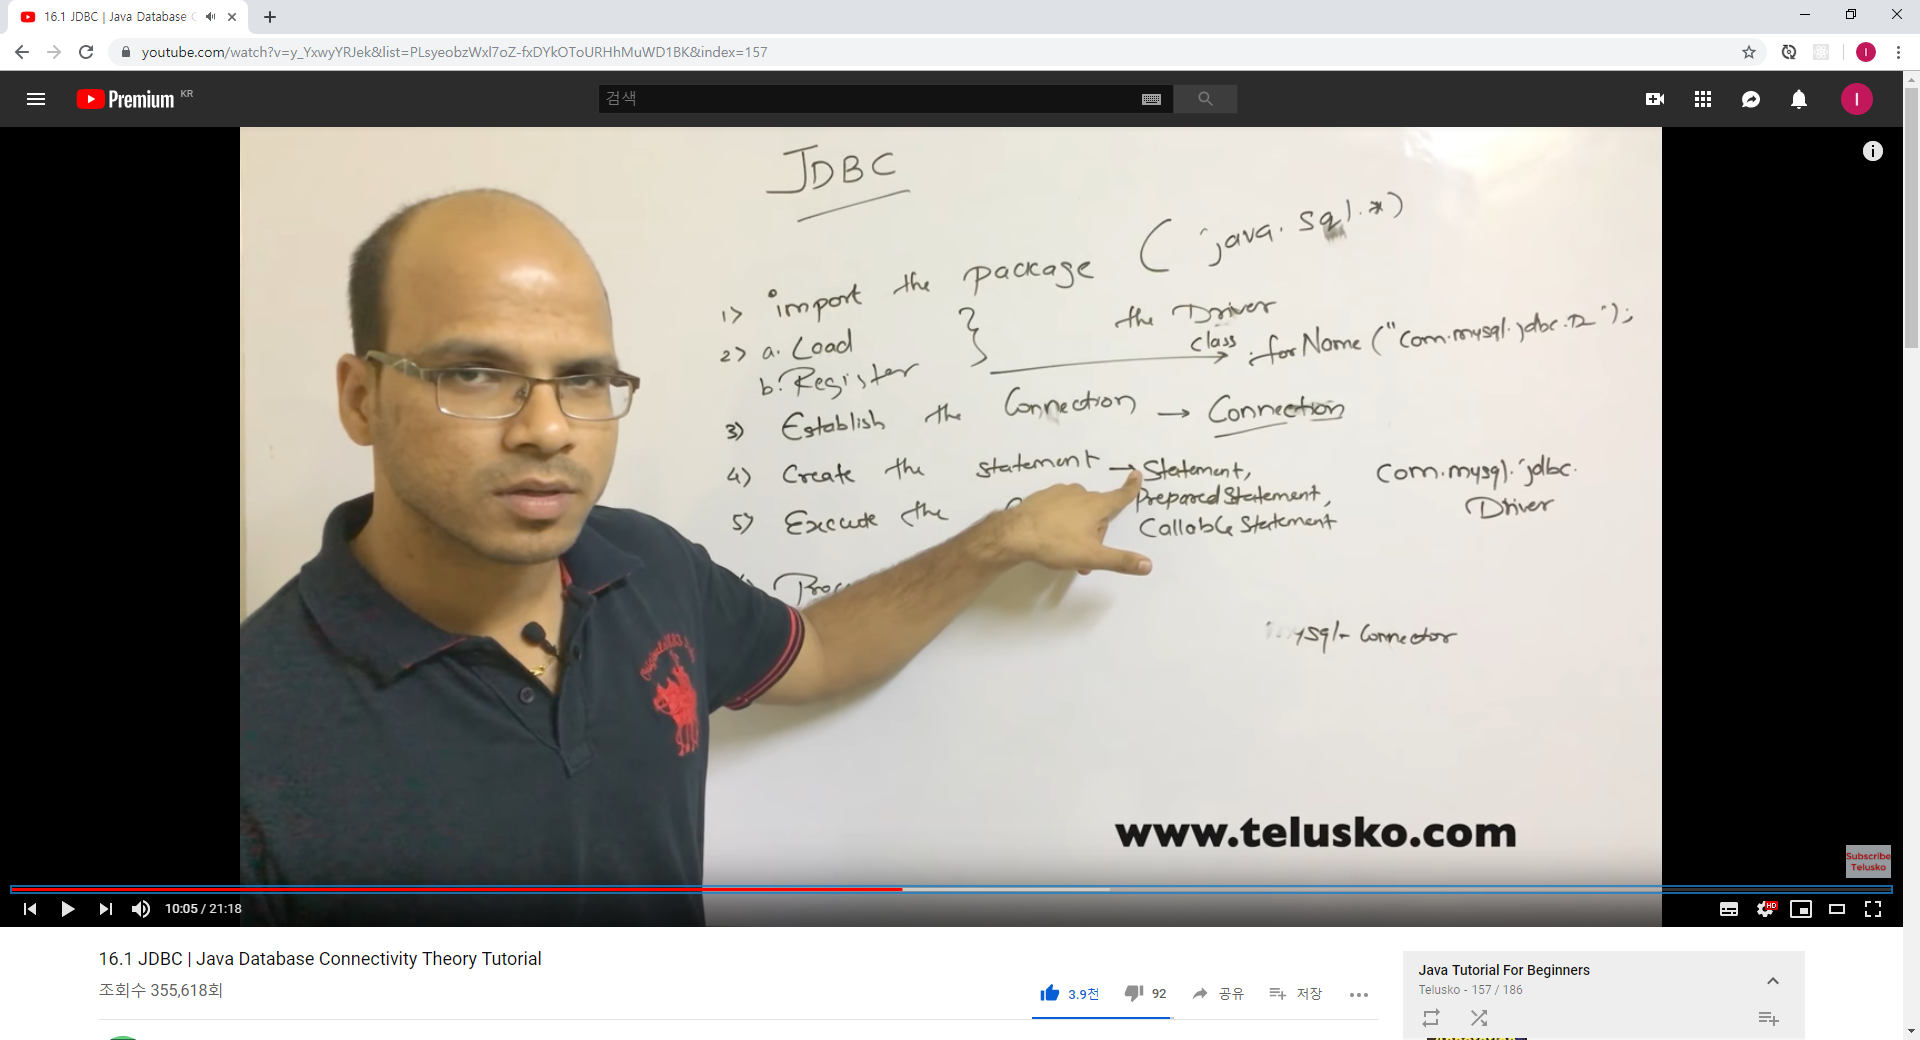 16.1 JDBC | Java Database C
youtube.com/watch?v=y_YxwyYRJek&list=PLsyeobzWxl7oZ-fxDYkOToURHhMuWD1BK&index=157
I
Premium KR
검색
I
JDBC
1) import the package (java.sql.*)
2) a. Load
b. Register
the Driver
class.forName("com.mysql.jdbc.D");
3) Establish the Connection → Connection
4) Create the statement → Statement,
PreparedStatement,
Callable Statement
5) Execute the
com.mysql.jdbc.
Driver
mysql-connector
www.telusko.com
Subscribe
Telusko
10:05 / 21:18
HD
16.1 JDBC | Java Database Connectivity Theory Tutorial
조회수 355,618회
3.9천
92
공유
저장
Java Tutorial For Beginners
Telusko - 157 / 186